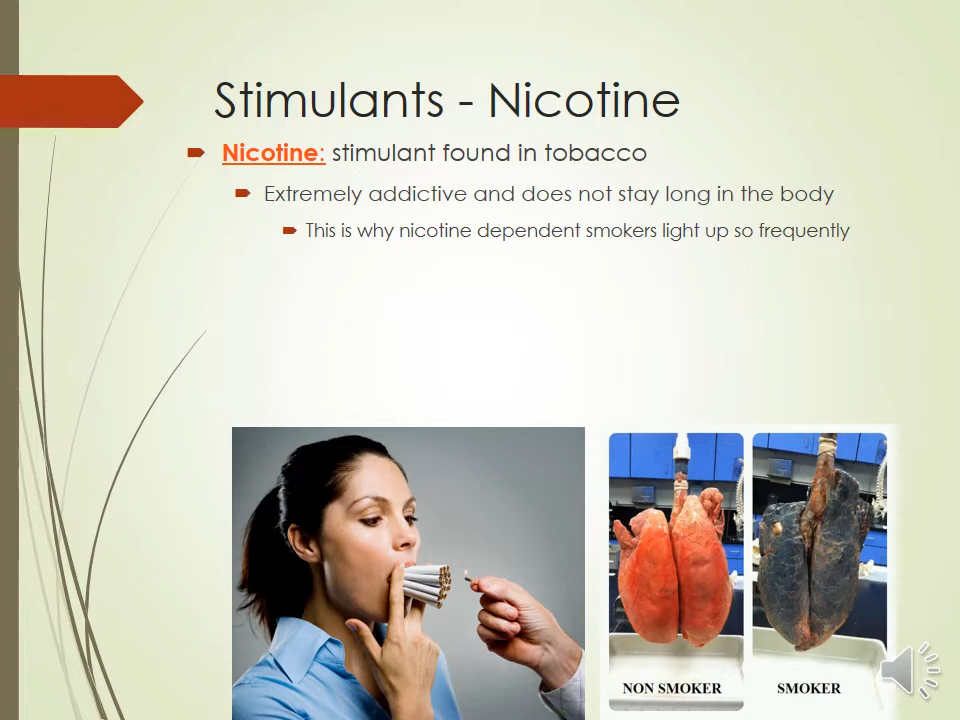 Stimulants - Nicotine
Nicotine: stimulant found in tobacco
Extremely addictive and does not stay long in the body
This is why nicotine dependent smokers light up so frequently
NON SMOKER
SMOKER